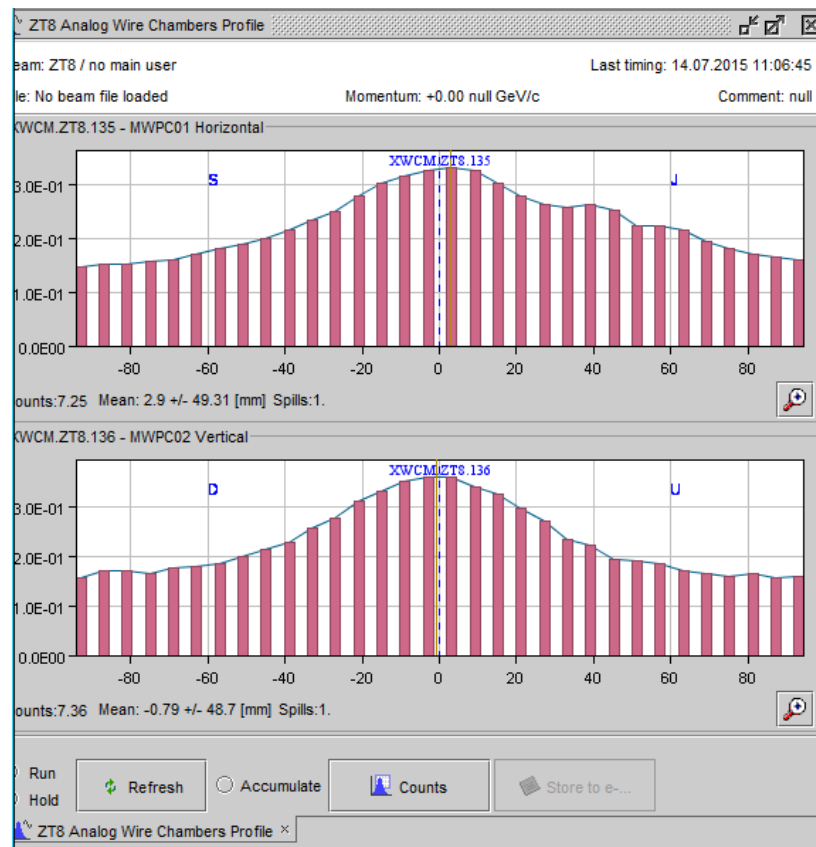 ZT8 Analog Wire Chambers Profile
eam: ZT8 / no main user Last timing: 14.07.2015 11:06:45
le: No beam file loaded Momentum: +0.00 null GeV/c Comment: null
XWCM.ZT8.135 - MWPC01 Horizontal
XWCM.ZT8.135
S J
3.0E-01
2.0E-01
1.0E-01
0.0E00
-80 -60 -40 -20 0 20 40 60 80
ounts:7.25 Mean: 2.9 +/- 49.31 [mm] Spills:1.
XWCM.ZT8.136 - MWPC02 Vertical
XWCM.ZT8.136
D U
3.0E-01
2.0E-01
1.0E-01
0.0E00
-80 -60 -40 -20 0 20 40 60 80
ounts:7.36 Mean: -0.79 +/- 48.7 [mm] Spills:1.
Run
Hold
Refresh Accumulate Counts Store to e-...
ZT8 Analog Wire Chambers Profile ×